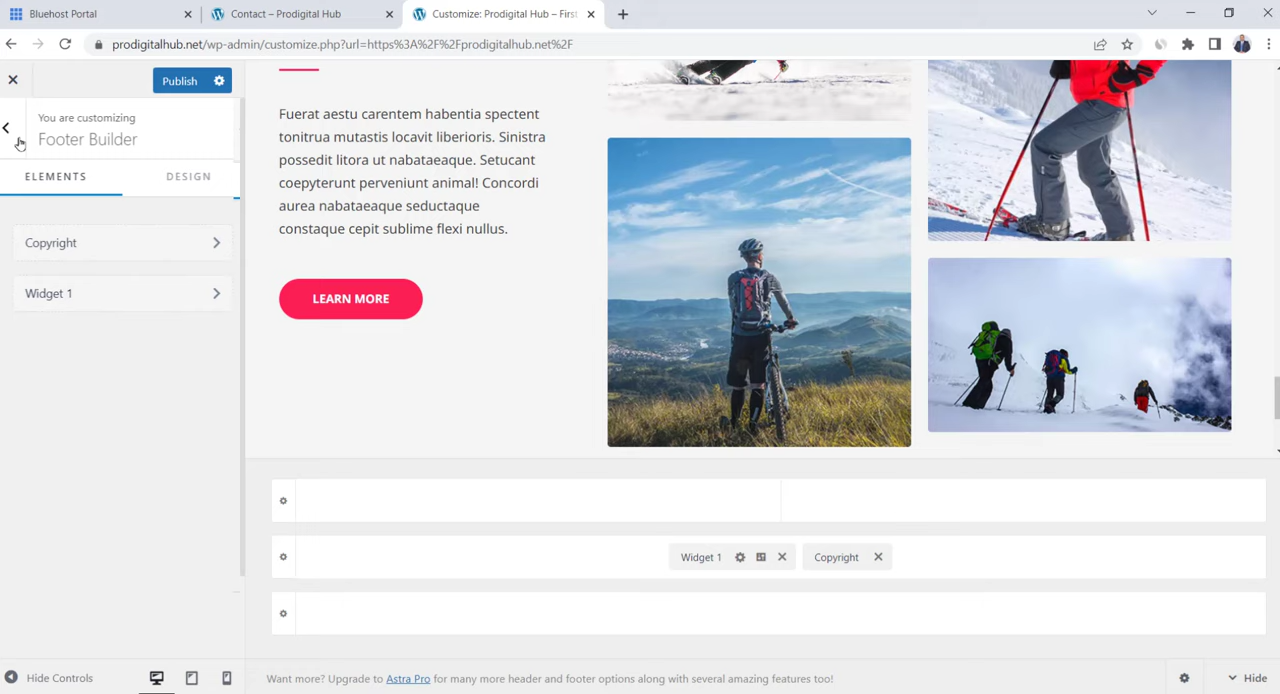 Bluehost Portal
Contact – Prodigital Hub
Customize: Prodigital Hub – First
prodigitalhub.net/wp-admin/customize.php?url=https%3A%2F%2Fprodigitalhub.net%2F
Publish
You are customizing
Footer Builder
ELEMENTS
DESIGN
Copyright
Widget 1
Fuerat aestu carentem habentia spectent
tonitrua mutastis locavit liberioris. Sinistra
possedit litora ut nabataeaque. Setucant
coepyterunt perveniunt animal! Concordi
aurea nabataeaque seductaque
constaque cepit sublime flexi nullus.
LEARN MORE
Widget 1
Copyright
Hide Controls
Want more? Upgrade to Astra Pro for many more header and footer options along with several amazing features too!
Hide